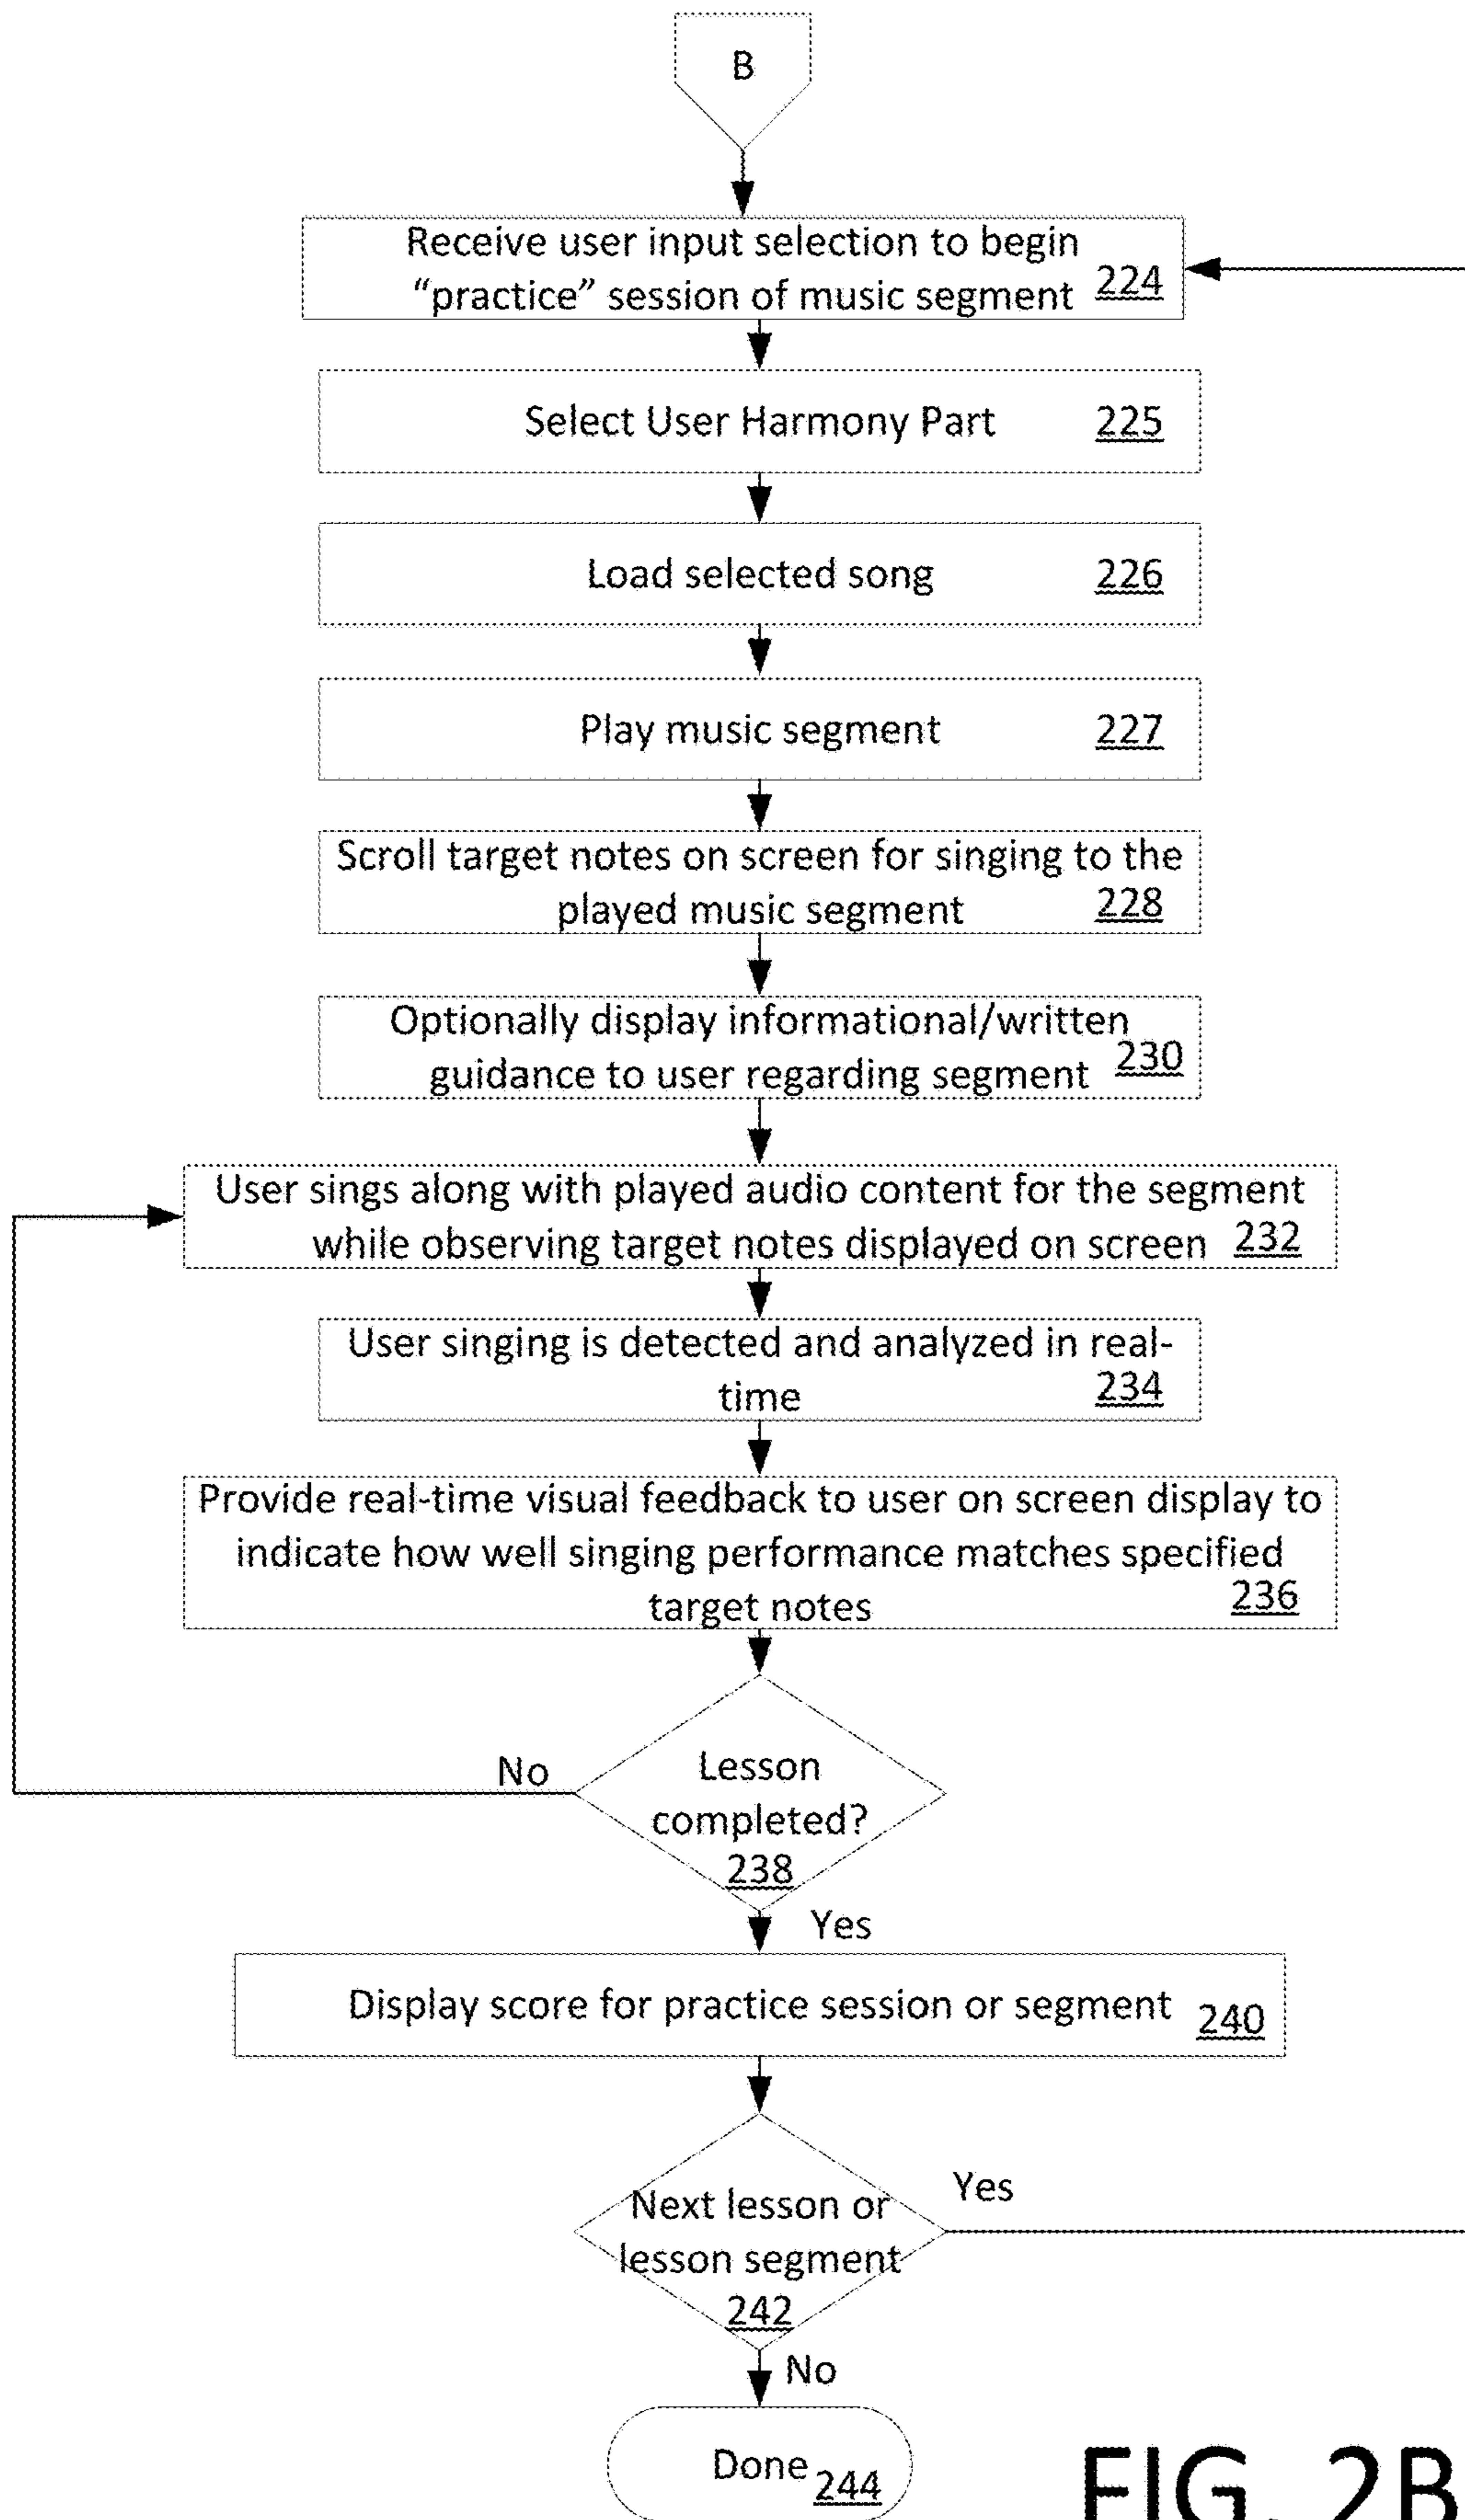 B
Receive user input selection to begin
“practice” session of music segment 224
Select User Harmony Part 225
Load selected song 226
Play music segment 227
Scroll target notes on screen for singing to the
played music segment 228
Optionally display informational/written
guidance to user regarding segment 230
User sings along with played audio content for the segment
while observing target notes displayed on screen 232
User singing is detected and analyzed in real-
time 234
Provide real-time visual feedback to user on screen display to
indicate how well singing performance matches specified
target notes 236
No
Lesson
completed?
238
Yes
Display score for practice session or segment 240
Yes
Next lesson or
lesson segment
242
No
Done 244
FIG. 2B